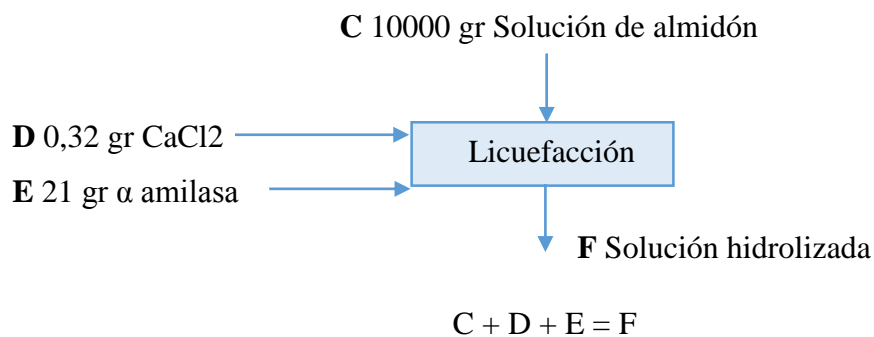 C 10000 gr Solución de almidón
D 0,32 gr CaCl2
Licuefacción
E 21 gr α amilasa
F Solución hidrolizada
C + D + E = F